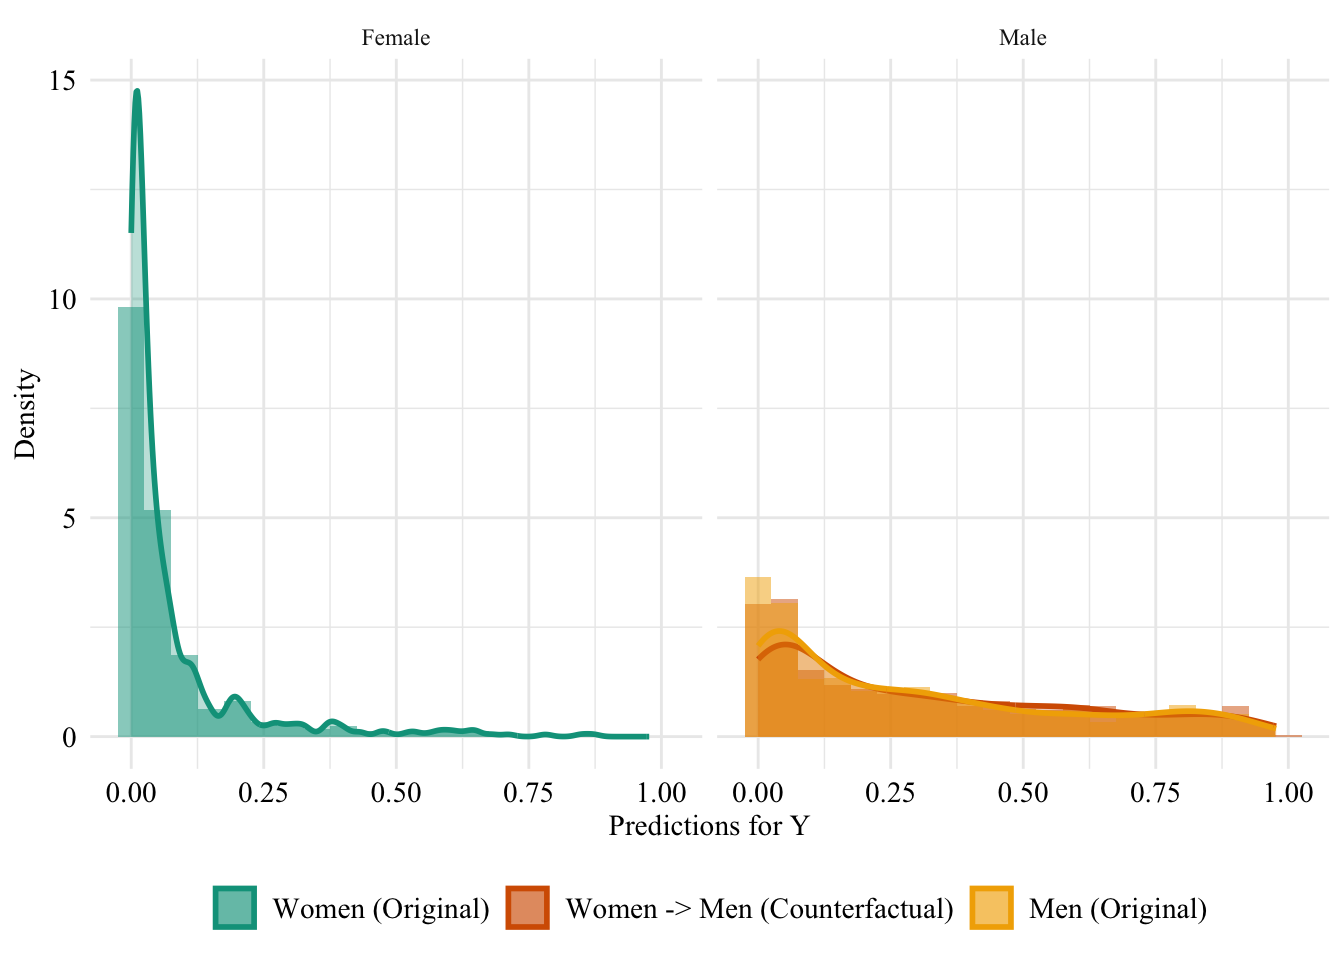 Female Male
15
10
5
0
Density
0.00 0.25 0.50 0.75 1.00 0.00 0.25 0.50 0.75 1.00
Predictions for Y
Women (Original) Women -> Men (Counterfactual) Men (Original)